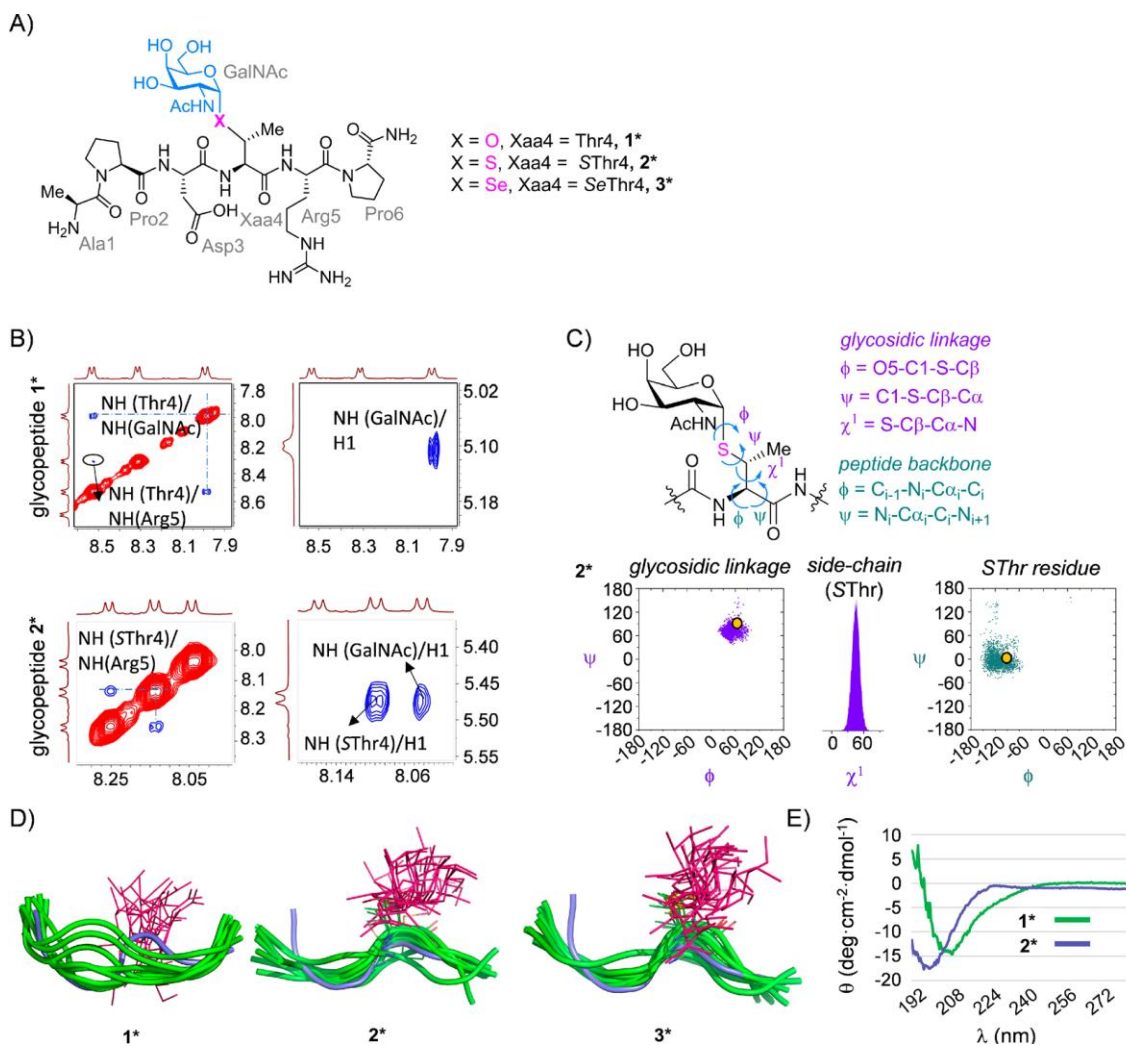 A)
HO
OH
O
GalNAc
HO
AcHN
X
Me
O
NH₂
O
H
N
O
H
N
N
Me
N
O
N
H
O
N
H
O
OH
H₂N
O
O
Ala1
Pro2
Asp3
Xaa4
Arg5
Pro6
NH
HN
NH₂
X = O, Xaa4 = Thr4, 1*
X = S, Xaa4 = SThr4, 2*
X = Se, Xaa4 = SeThr4, 3*
B)
glycopeptide 1*
NH (Thr4)/
NH(GalNAc)
NH (Thr4)/
NH(Arg5)
7.8
8.0
8.2
8.4
8.6
8.5 8.3 8.1 7.9
NH (GalNAc)/
H1
5.02
5.10
5.18
8.5 8.3 8.1 7.9
glycopeptide 2*
NH (SThr4)/
NH(Arg5)
8.0
8.1
8.2
8.3
8.25 8.05
NH (GalNAc)/H1
NH (SThr4)/H1
5.40
5.45
5.50
5.55
8.14 8.06
C)
HO
OH
O
HO
AcHN
S
ϕ
ψ
Me
χ¹
O
N
H
ϕ
ψ
O
H
N
glycosidic linkage
ϕ = O5-C1-S-Cβ
ψ = C1-S-Cβ-Cα
χ¹ = S-Cβ-Cα-N
peptide backbone
ϕ = Cᵢ₋₁-Nᵢ-Cαᵢ-Cᵢ
ψ = Nᵢ-Cαᵢ-Cᵢ-Nᵢ₊₁
2*
glycosidic linkage
side-chain
(SThr)
SThr residue
ψ
180
120
60
0
-60
-120
-180
-180 -120 -60 0 60 120 180
ϕ
0 60
χ¹
ψ
180
120
60
0
-60
-120
-180
-180 -120 -60 0 60 120 180
ϕ
D)
1*
2*
3*
E)
θ (deg·cm⁻²·dmol⁻¹)
10
5
0
-5
-10
-15
-20
1*
2*
192 208 224 240 256 272
λ (nm)